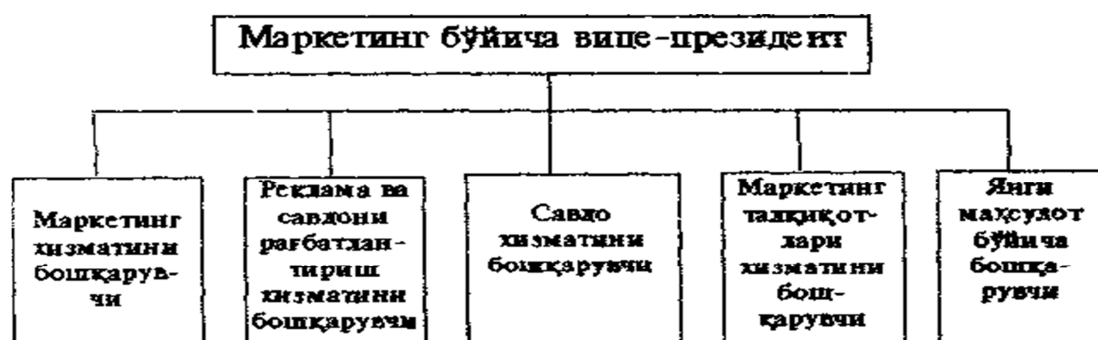 Маркетинг бўйича вице-президент
Маркетинг
хизматини
бошқарув-
чи
Реклама ва
савдони
рағбатлан-
тириш
хизматини
бошқарувчи
Савдо
хизматини
бошқарувчи
Маркетинг
тадқиқот-
лари
хизматини
бош-
қарувчи
Янги
маҳсулот
бўйича
бошқа-
рувчи